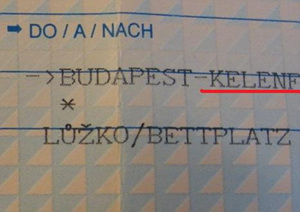 DO / A / NACH
->BUDAPEST-KELENF
*
LŮŽKO/BETTPLATZ